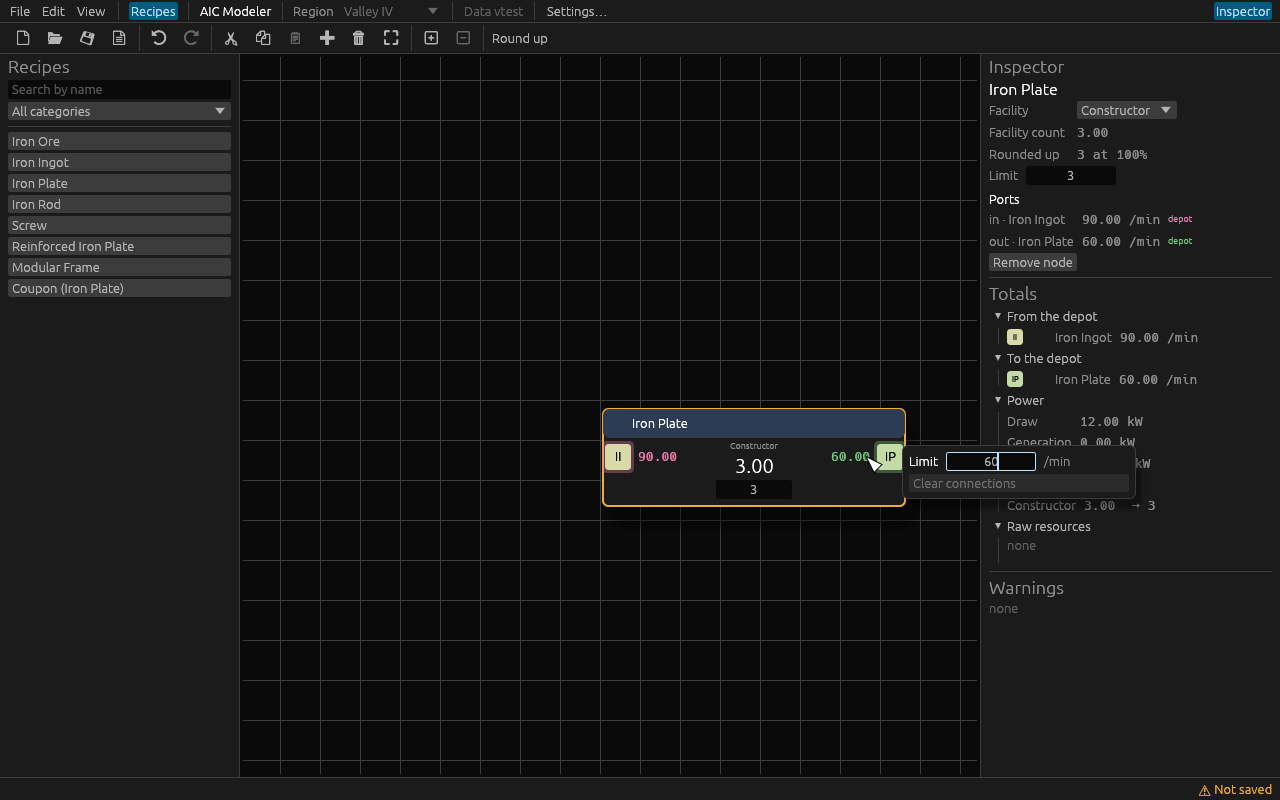 File Edit View Recipes AIC Modeler Region Valley IV Data vtest Settings… Inspector
Round up
Recipes
Search by name
All categories
Iron Ore
Iron Ingot
Iron Plate
Iron Rod
Screw
Reinforced Iron Plate
Modular Frame
Coupon (Iron Plate)
Iron Plate
Constructor
II 90.00 3.00 60.00 IP
3
Limit 60 /min
Clear connections
Inspector
Iron Plate
Facility Constructor
Facility count 3.00
Rounded up 3 at 100%
Limit 3
Ports
in · Iron Ingot 90.00 /min depot
out · Iron Plate 60.00 /min depot
Remove node
Totals
From the depot
II Iron Ingot 90.00 /min
To the depot
IP Iron Plate 60.00 /min
Power
Draw 12.00 kW
Generation 0.00 kW
kW
Constructor 3.00 → 3
Raw resources
none
Warnings
none
Not saved